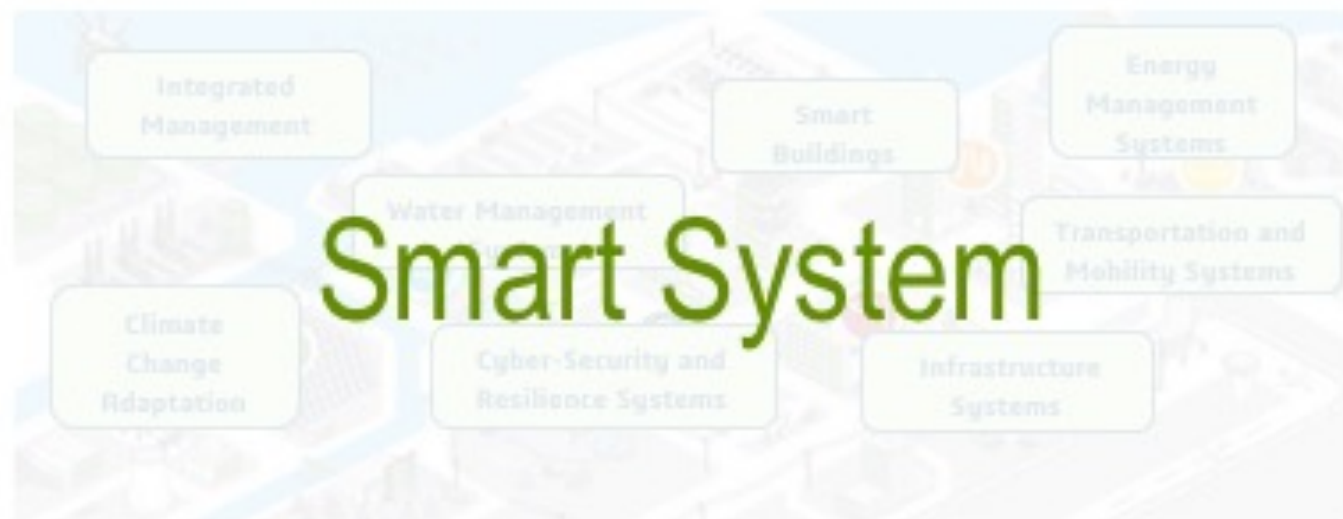 Integrated
Management
Smart
Buildings
Energy
Management
Systems
Water Management
Transportation and
Mobility Systems
Smart System
Climate
Change
Adaptation
Cyber-Security and
Resilience Systems
Infrastructure
Systems